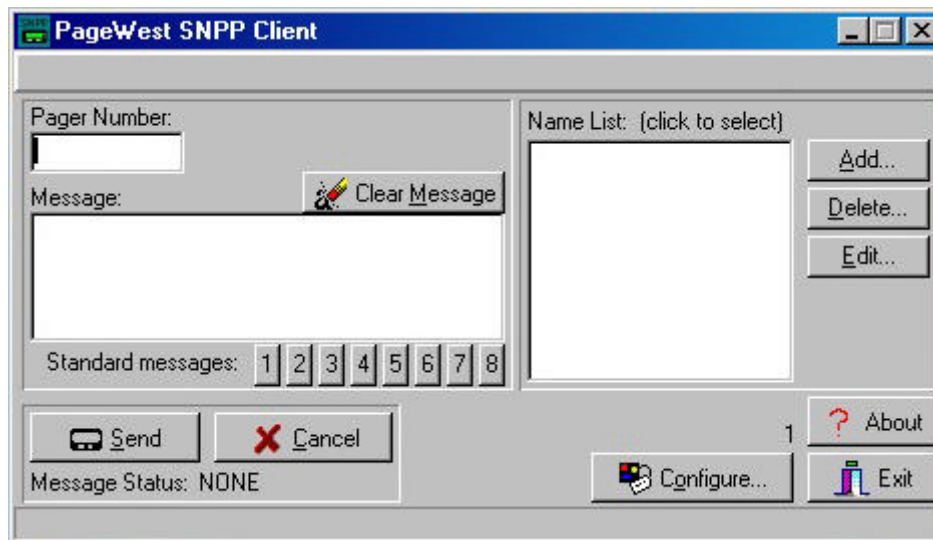 SNPP
PageWest SNPP Client
Pager Number:
Clear Message
Message:
Standard messages: 1 2 3 4 5 6 7 8
Name List: (click to select)
Add...
Delete...
Edit...
Send
Cancel
Message Status: NONE
1
Configure...
? About
Exit